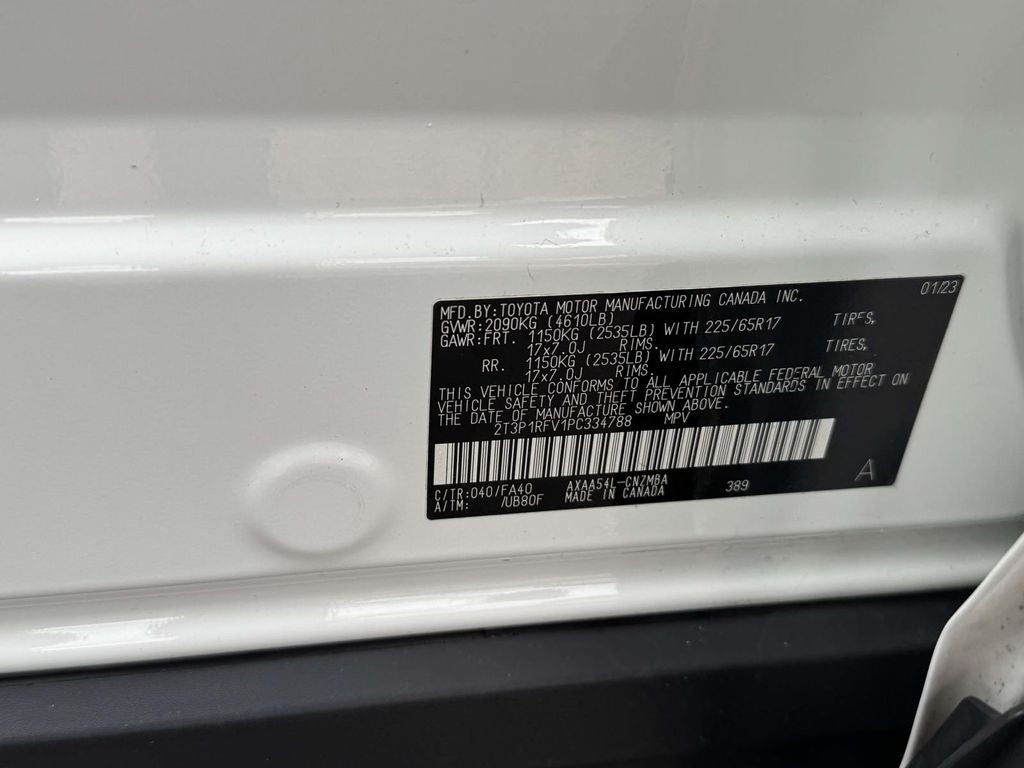 01/23
MFD. BY: TOYOTA MOTOR MANUFACTURING CANADA INC.
GVWR: 2090KG (4610LB)
GAWR: FRT. 1150KG (2535LB) WITH 225/65R17 TIRES,
17x7.0J RIMS.
RR. 1150KG (2535LB) WITH 225/65R17 TIRES,
17x7.0J RIMS.
THIS VEHICLE CONFORMS TO ALL APPLICABLE FEDERAL MOTOR
VEHICLE SAFETY AND THEFT PREVENTION STANDARDS IN EFFECT ON
THE DATE OF MANUFACTURE SHOWN ABOVE.
2T3P1RFV1PC334788 MPV
A
C/TR: 040/FA40 AXAA54L-CNZMBA 389
A/TM: /UB80F MADE IN CANADA